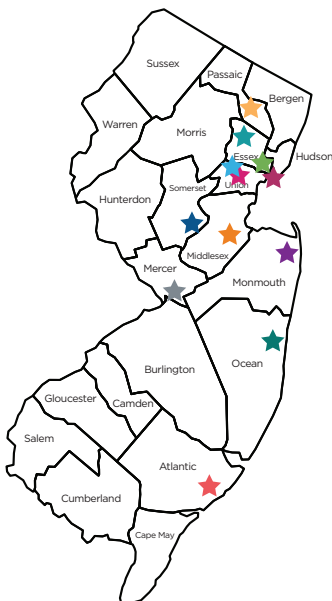 Sussex
Passaic
Bergen
Warren
Morris
Essex
Hudson
Hunterdon
Somerset
Union
Middlesex
Mercer
Monmouth
Ocean
Burlington
Gloucester
Camden
Salem
Atlantic
Cumberland
Cape May